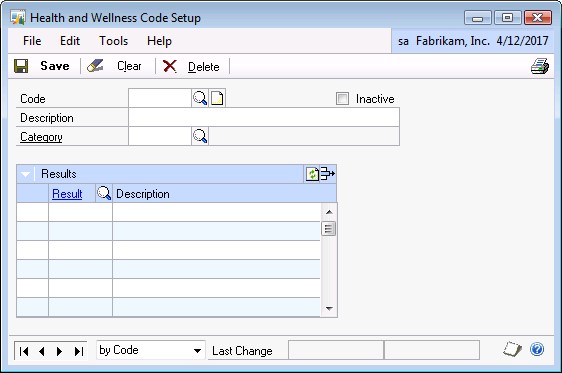 Health and Wellness Code Setup
File Edit Tools Help sa Fabrikam, Inc. 4/12/2017
Save Clear Delete
Code Inactive
Description
Category
Results
Result Description
by Code Last Change